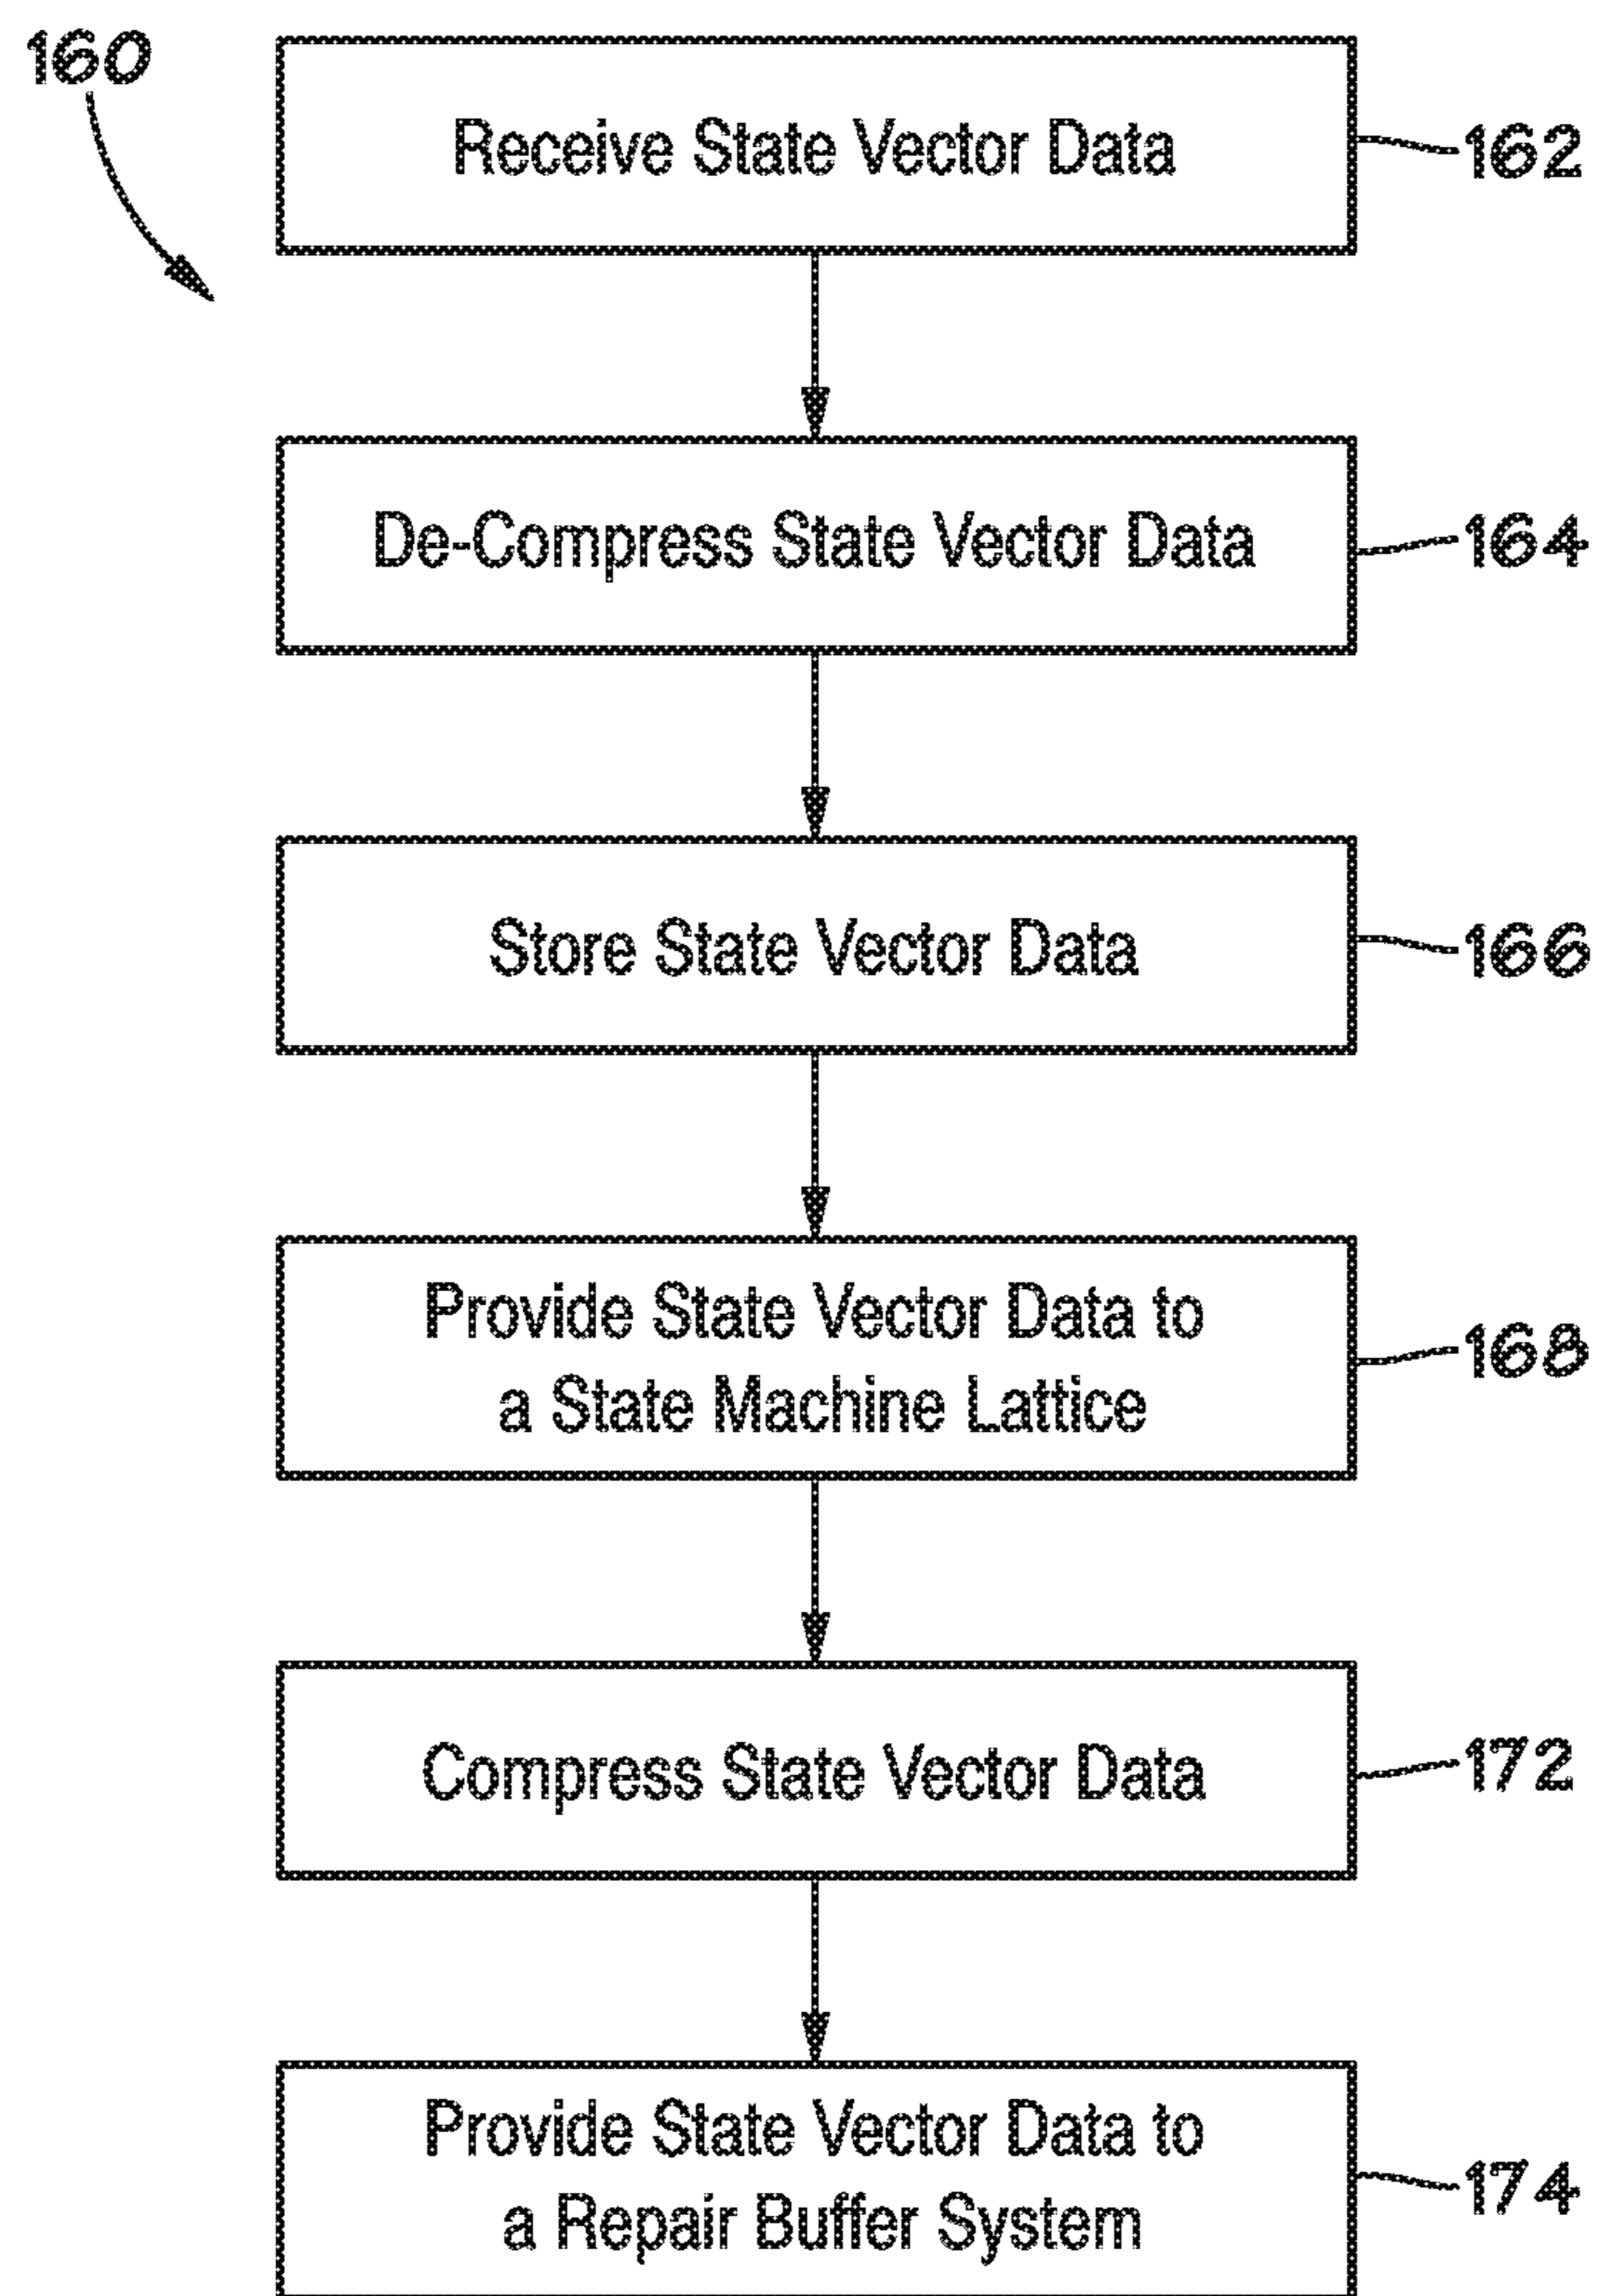 160
Receive State Vector Data
162
De-Compress State Vector Data
164
Store State Vector Data
166
Provide State Vector Data to
a State Machine Lattice
168
Compress State Vector Data
172
Provide State Vector Data to
a Repair Buffer System
174